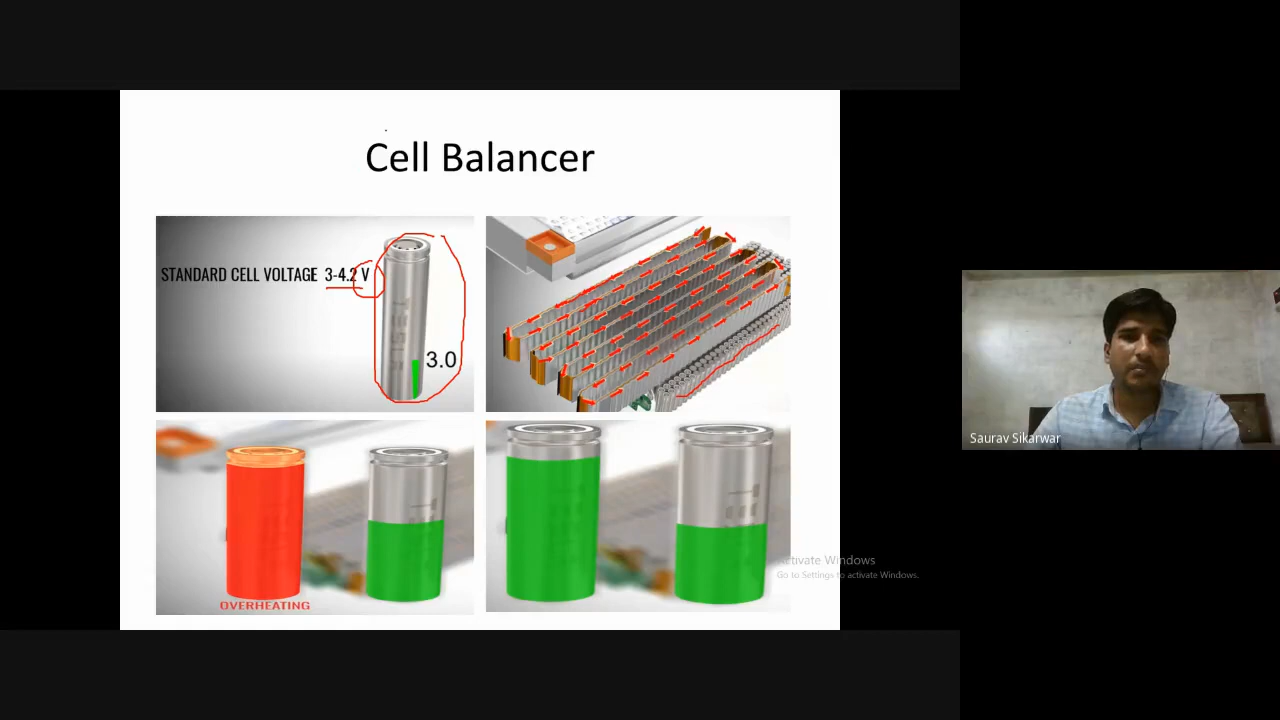 Cell Balancer
STANDARD CELL VOLTAGE 3-4.2 V
3.0
OVERHEATING
Activate Windows
Go to Settings to activate Windows.
Saurav Sikarwar